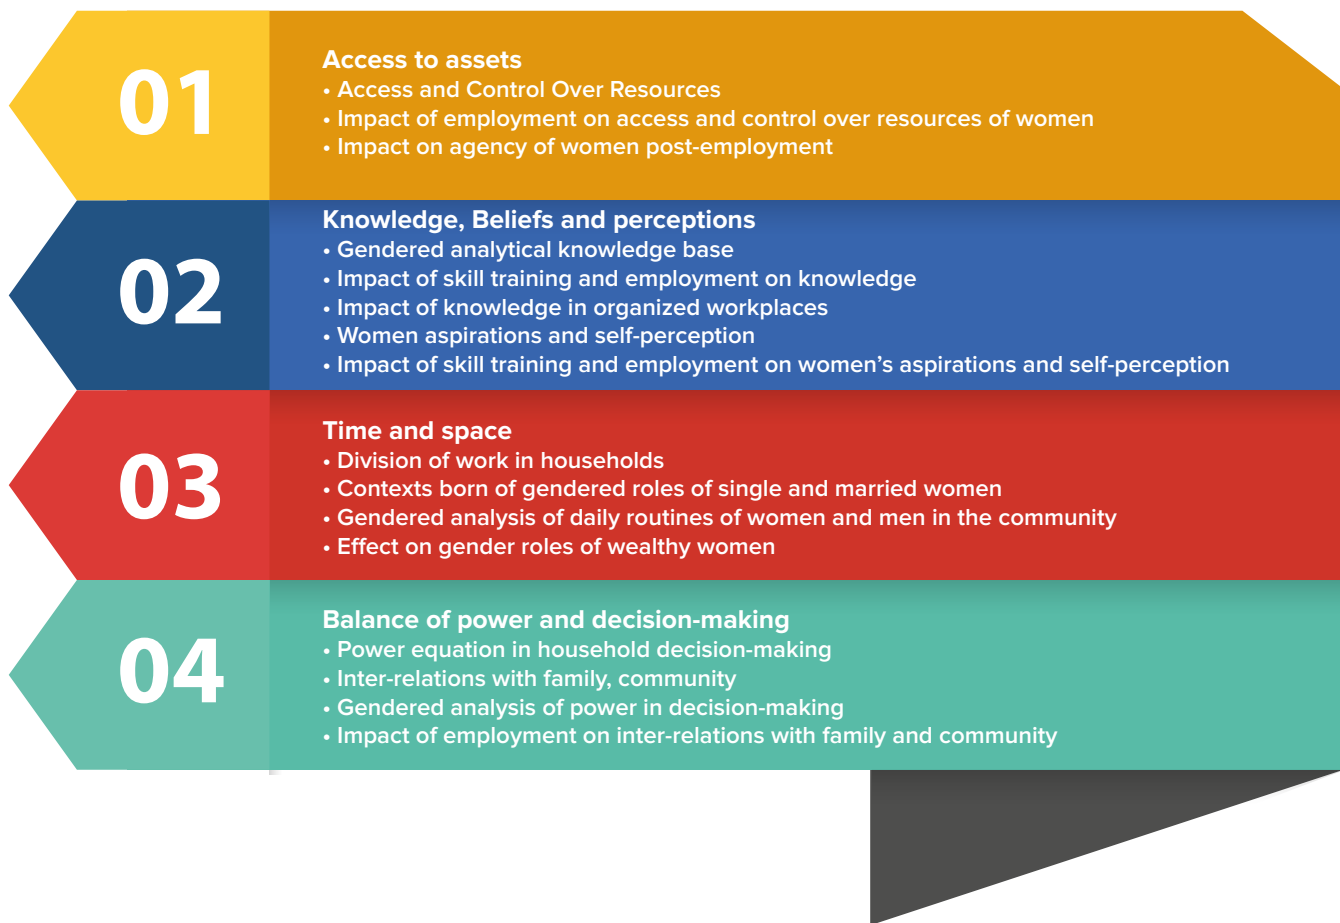 01
Access to assets
• Access and Control Over Resources
• Impact of employment on access and control over resources of women
• Impact on agency of women post-employment
02
Knowledge, Beliefs and perceptions
• Gendered analytical knowledge base
• Impact of skill training and employment on knowledge
• Impact of knowledge in organized workplaces
• Women aspirations and self-perception
• Impact of skill training and employment on women’s aspirations and self-perception
03
Time and space
• Division of work in households
• Contexts born of gendered roles of single and married women
• Gendered analysis of daily routines of women and men in the community
• Effect on gender roles of wealthy women
04
Balance of power and decision-making
• Power equation in household decision-making
• Inter-relations with family, community
• Gendered analysis of power in decision-making
• Impact of employment on inter-relations with family and community